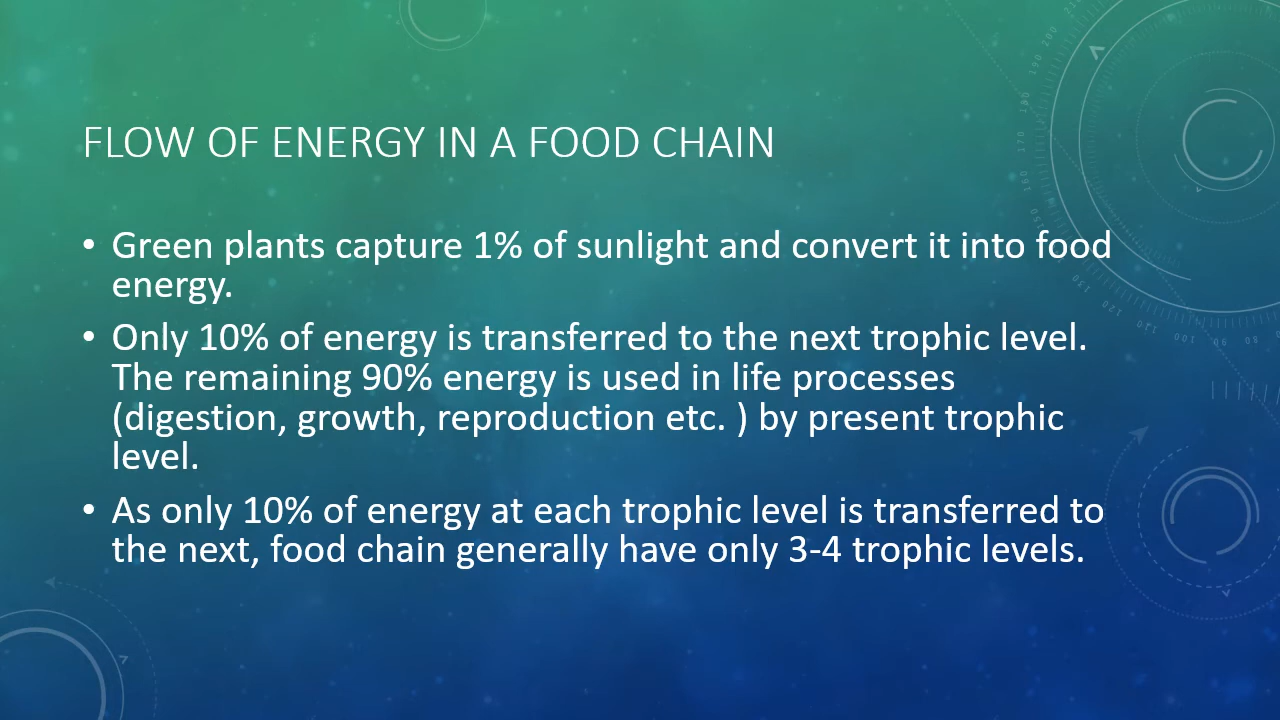 FLOW OF ENERGY IN A FOOD CHAIN
• Green plants capture 1% of sunlight and convert it into food
energy.
• Only 10% of energy is transferred to the next trophic level.
The remaining 90% energy is used in life processes
(digestion, growth, reproduction etc. ) by present trophic
level.
• As only 10% of energy at each trophic level is transferred to
the next, food chain generally have only 3-4 trophic levels.